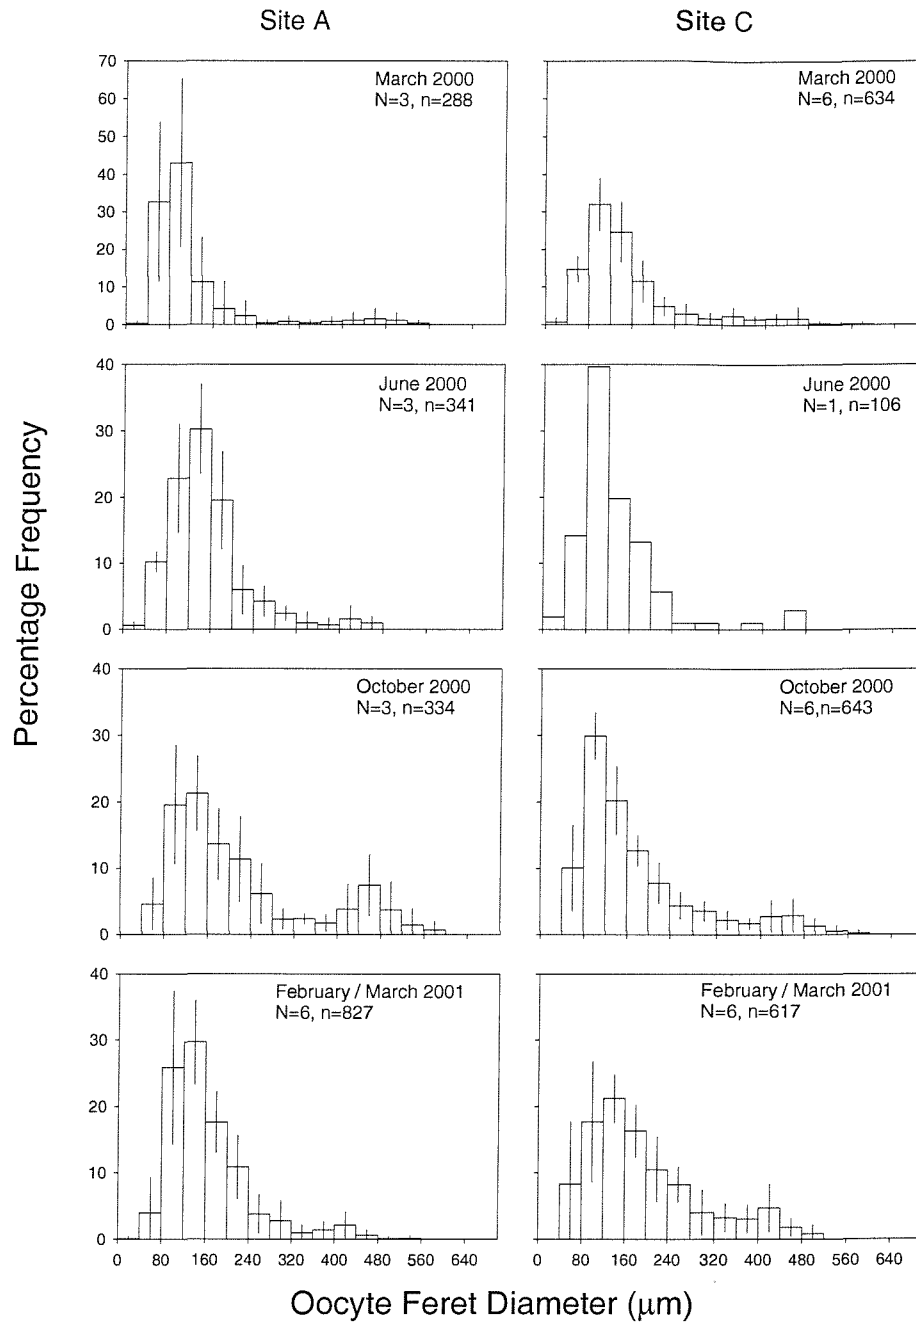 Site A
Site C
March 2000
N=3, n=288
March 2000
N=6, n=634
70
60
50
40
30
20
10
0
June 2000
N=3, n=341
June 2000
N=1, n=106
40
30
20
10
0
Percentage Frequency
October 2000
N=3, n=334
October 2000
N=6,n=643
40
30
20
10
0
February / March 2001
N=6, n=827
February / March 2001
N=6, n=617
40
30
20
10
0
0 80 160 240 320 400 480 560 640
0 80 160 240 320 400 480 560 640
Oocyte Feret Diameter (μm)